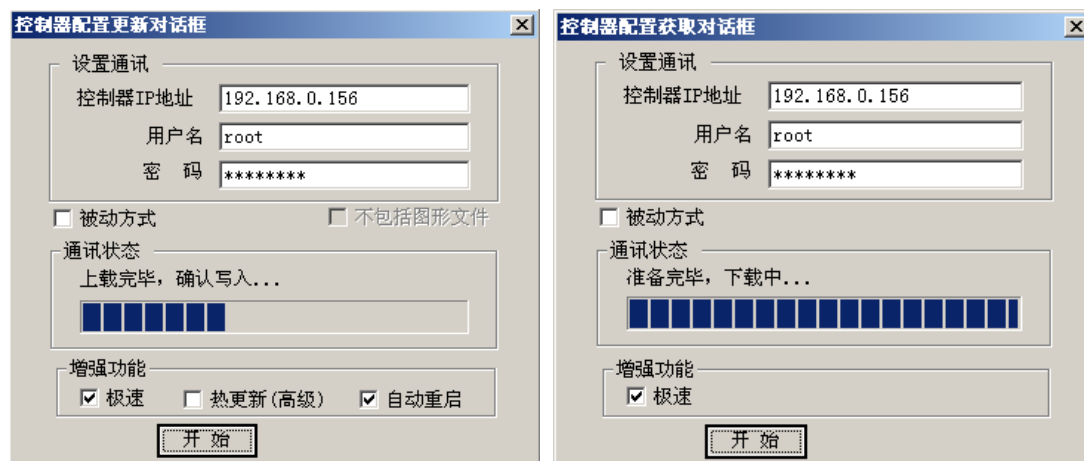 控制器配置更新对话框
设置通讯
控制器IP地址 192.168.0.156
用户名 root
密 码 ********
被动方式 不包括图形文件
通讯状态
上载完毕，确认写入...
增强功能
极速 热更新(高级) 自动重启
开 始
控制器配置获取对话框
设置通讯
控制器IP地址 192.168.0.156
用户名 root
密 码 ********
被动方式
通讯状态
准备完毕，下载中...
增强功能
极速
开 始